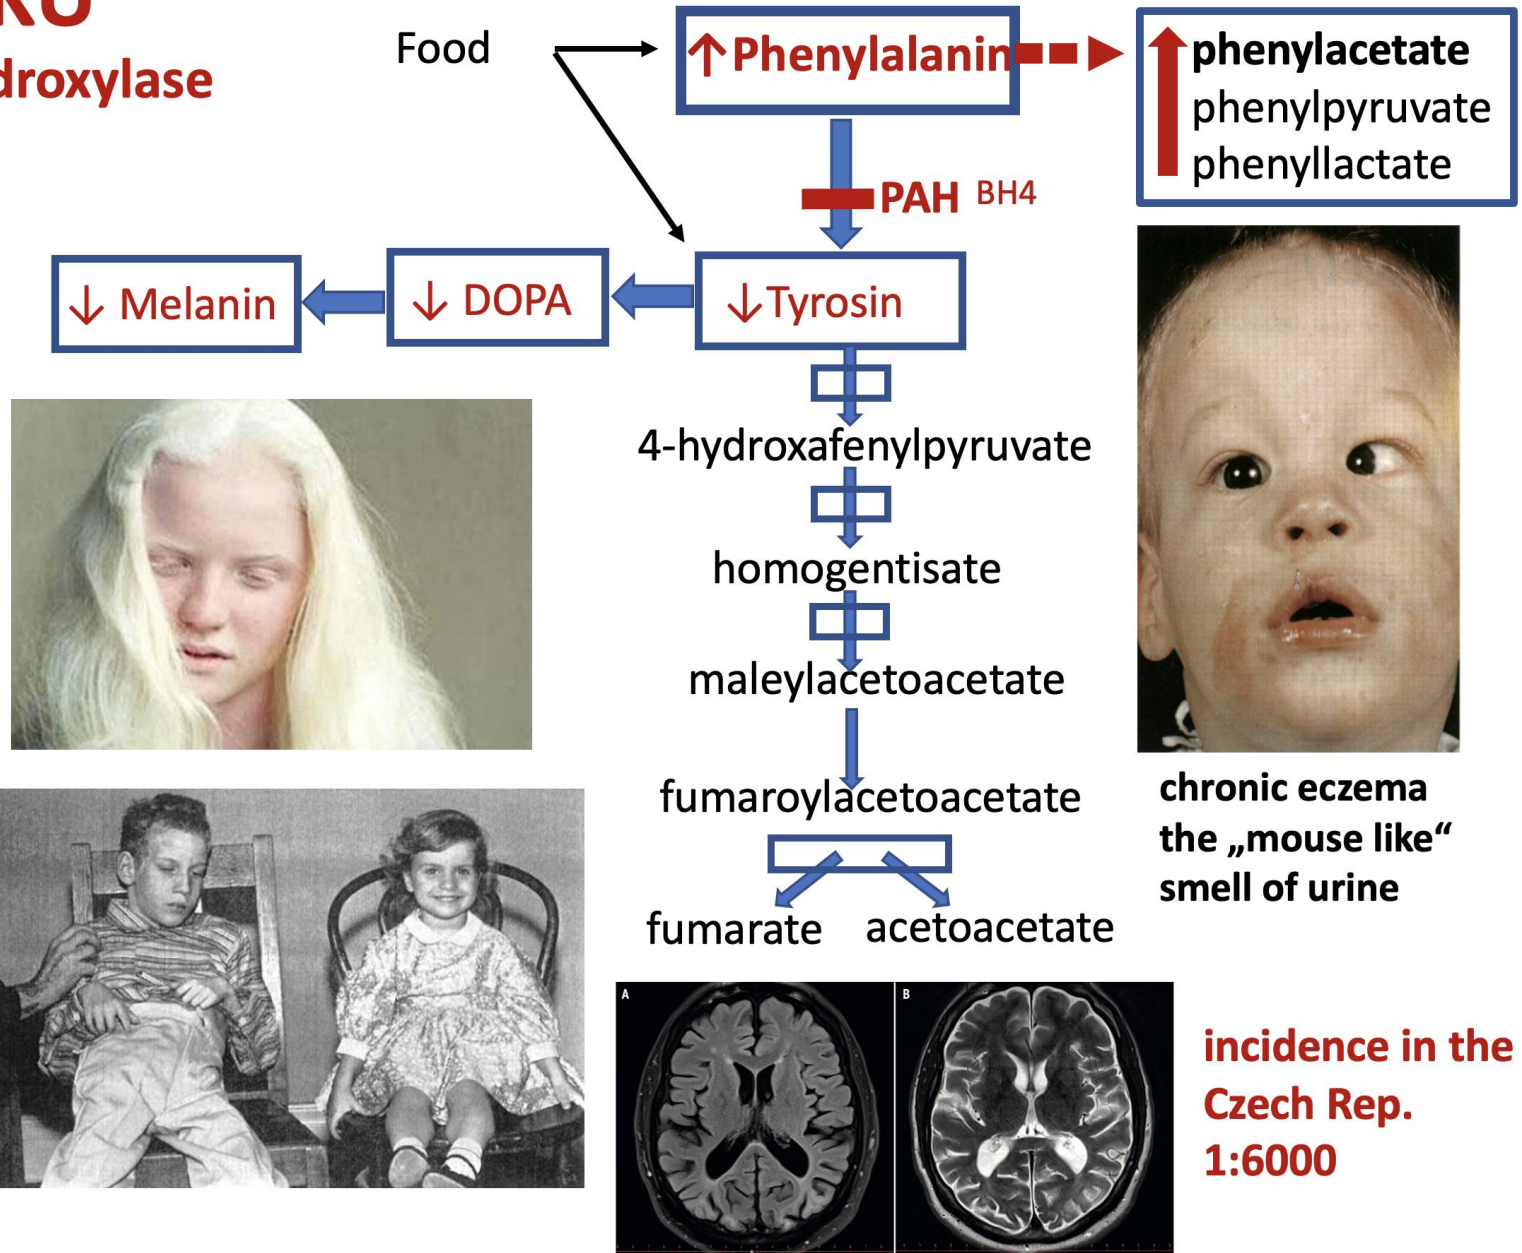 KU
droxylase
Food
↑Phenylalanin
phenylacetate
phenylpyruvate
phenyllactate
PAH BH4
↓ Melanin
↓ DOPA
↓Tyrosin
4-hydroxafenylpyruvate
homogentisate
maleylacetoacetate
fumaroylacetoacetate
fumarate acetoacetate
chronic eczema
the „mouse like“
smell of urine
A
B
incidence in the
Czech Rep.
1:6000